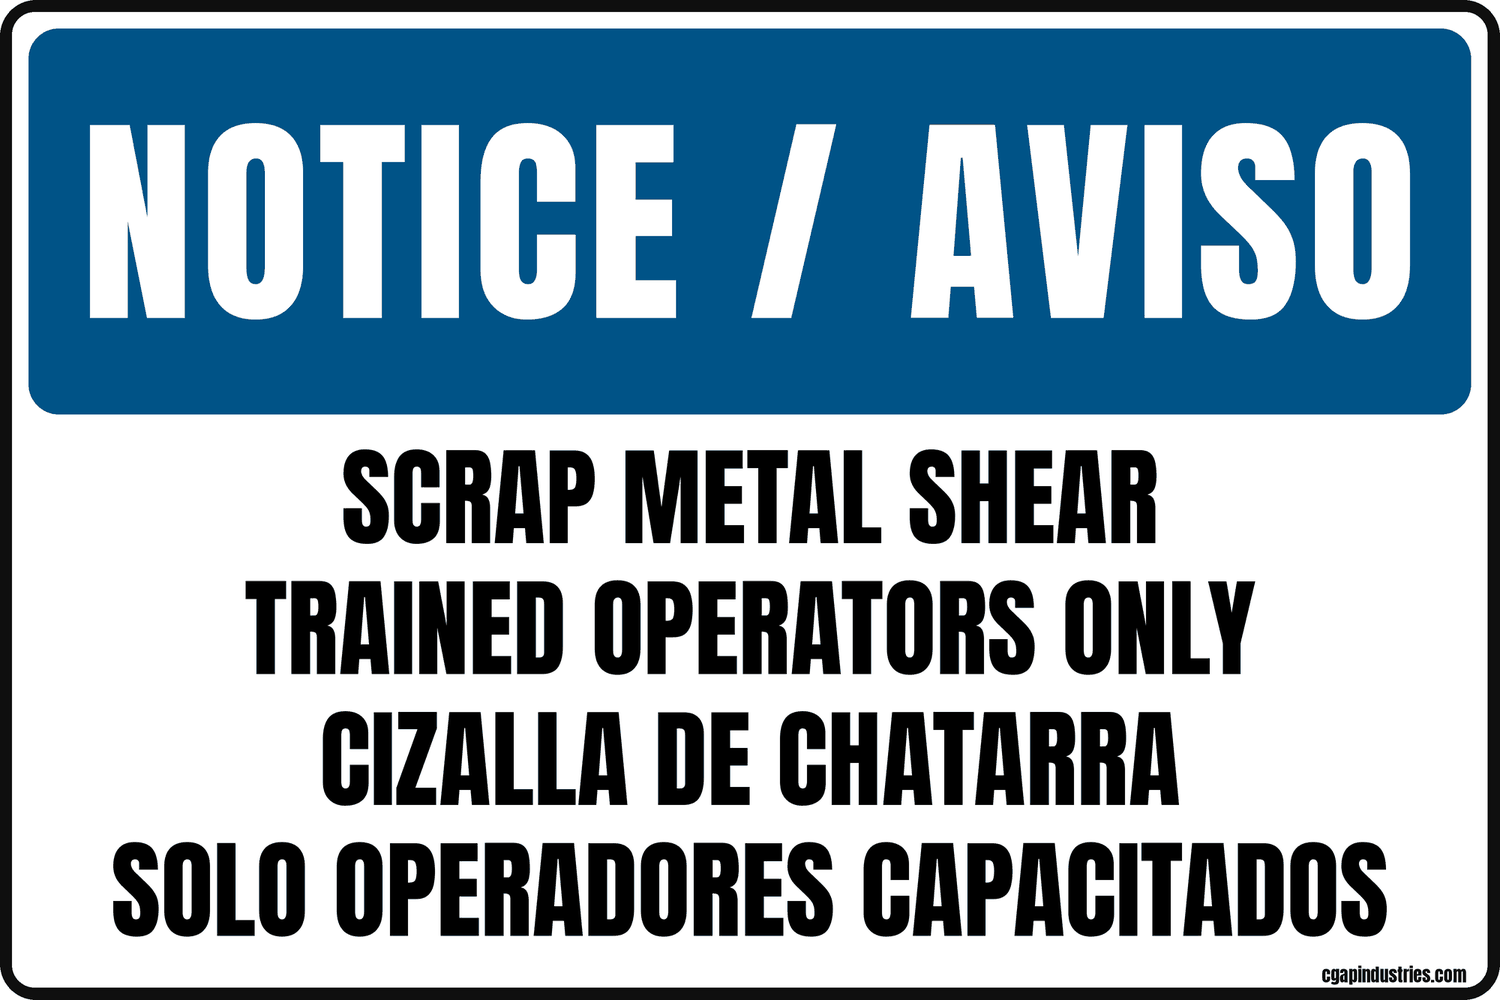 NOTICE / AVISO
SCRAP METAL SHEAR
TRAINED OPERATORS ONLY
CIZALLA DE CHATARRA
SOLO OPERADORES CAPACITADOS
cgapindustries.com